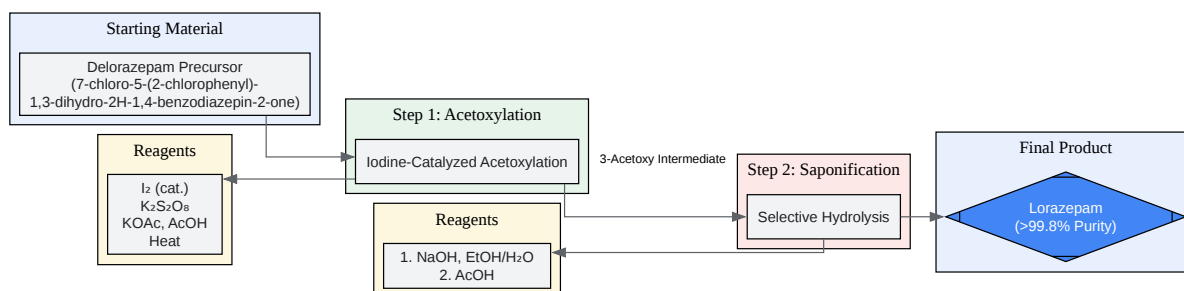 Starting Material
Delorazepam Precursor
(7-chloro-5-(2-chlorophenyl)-
1,3-dihydro-2H-1,4-benzodiazepin-2-one)
Reagents
I₂ (cat.)
K₂S₂O₈
KOAc, AcOH
Heat
Step 1: Acetoxylation
Iodine-Catalyzed Acetoxylation
3-Acetoxy Intermediate
Reagents
1. NaOH, EtOH/H₂O
2. AcOH
Step 2: Saponification
Selective Hydrolysis
Final Product
Lorazepam
(>99.8% Purity)